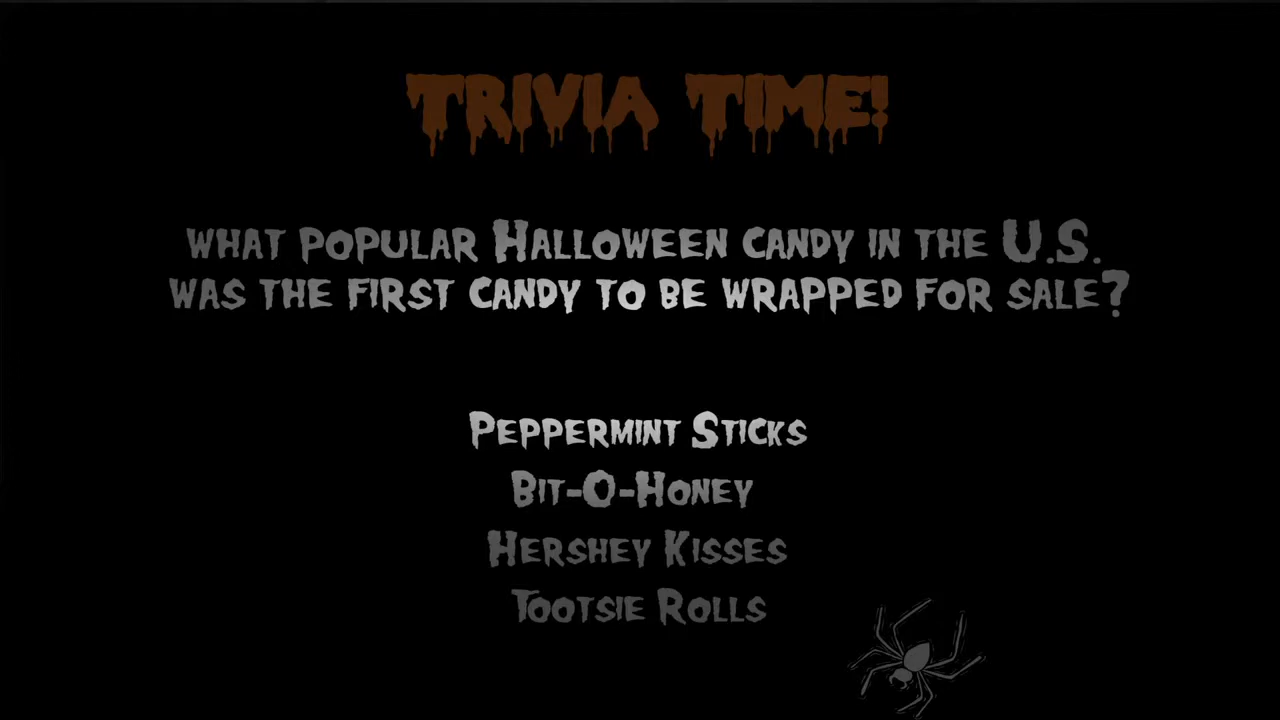 Trivia Time!
what popular Halloween candy in the U.S.
was the first candy to be wrapped for sale?
Peppermint Sticks
Bit-O-Honey
Hershey Kisses
Tootsie Rolls